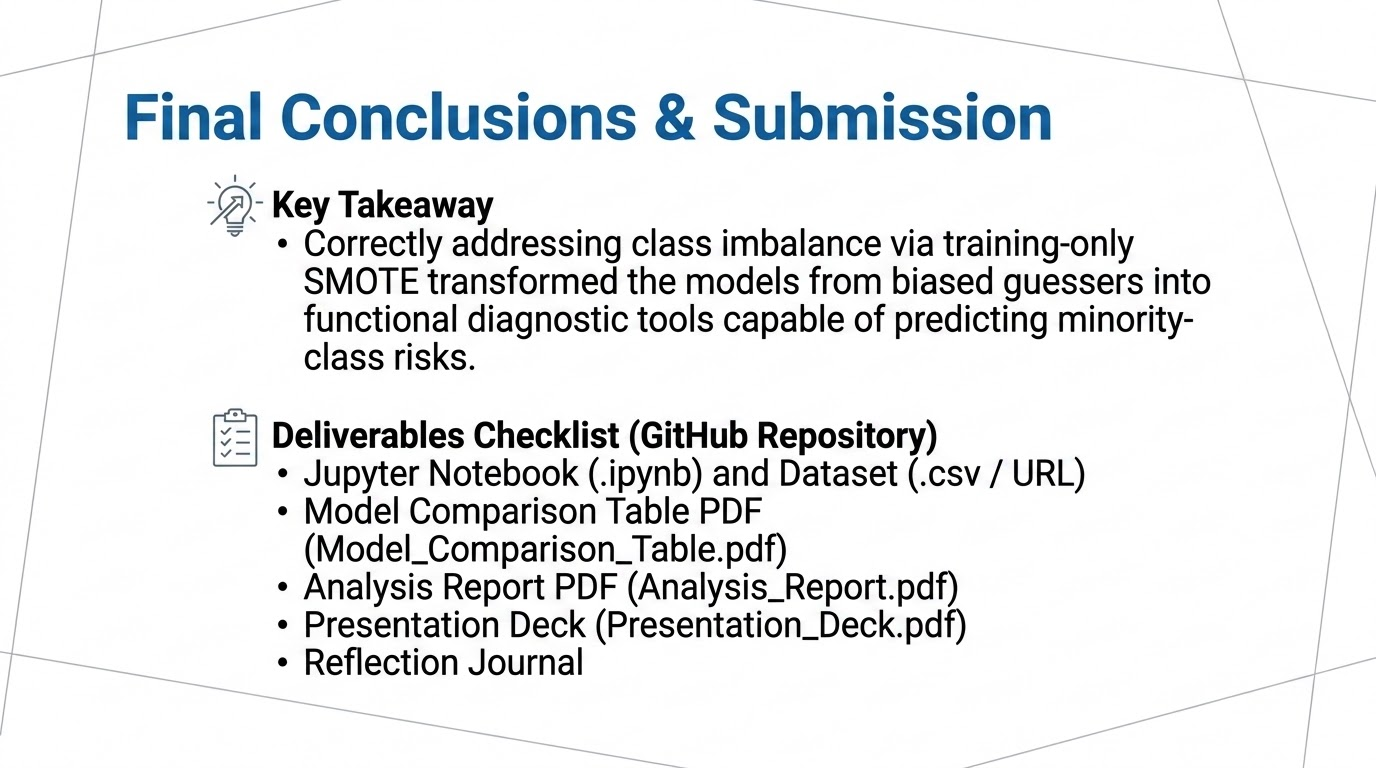 Final Conclusions & Submission
Key Takeaway
• Correctly addressing class imbalance via training-only
SMOTE transformed the models from biased guessers into
functional diagnostic tools capable of predicting minority-
class risks.
Deliverables Checklist (GitHub Repository)
• Jupyter Notebook (.ipynb) and Dataset (.csv / URL)
• Model Comparison Table PDF
(Model_Comparison_Table.pdf)
• Analysis Report PDF (Analysis_Report.pdf)
• Presentation Deck (Presentation_Deck.pdf)
• Reflection Journal